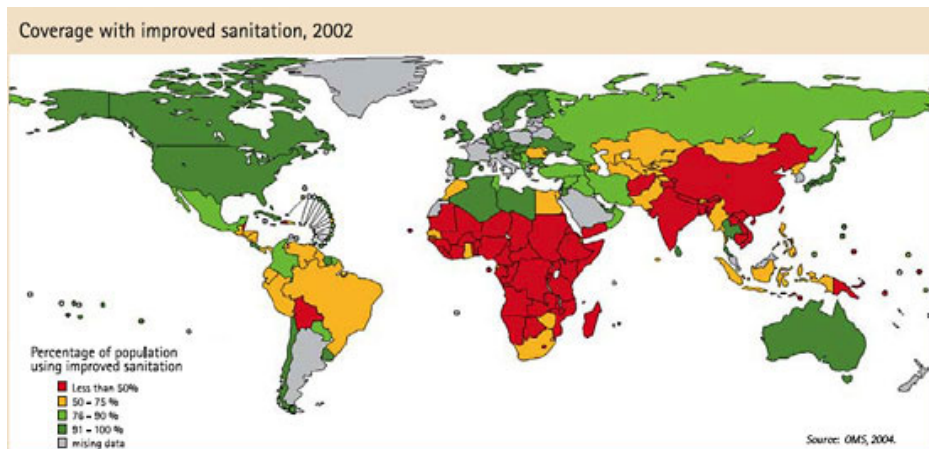 Coverage with improved sanitation, 2002
Percentage of population
using improved sanitation
Less than 50%
50 – 75 %
76 – 90 %
91 – 100 %
mising data
Source: OMS, 2004.